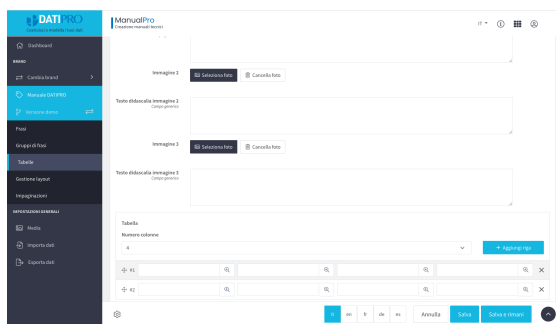 DATIPRO
ManualPro
Creazione manuali tecnici
IT
Dashboard
BRAND
Cambia brand
Manuale DATIPRO
Versione demo
Frasi
Gruppi di frasi
Tabelle
Gestione layout
Impaginazioni
IMPORTAZIONI GENERALI
Media
Importa dati
Esporta dati
Immagine 2
Seleziona foto
Cancella foto
Testo didascalia immagine 2
Campo generico
Immagine 3
Seleziona foto
Cancella foto
Testo didascalia immagine 3
Campo generico
Tabella
Numero colonne
4
+ Aggiungi riga
#1
#2
it
en
fr
de
es
Annulla
Salva
Salva e rimani